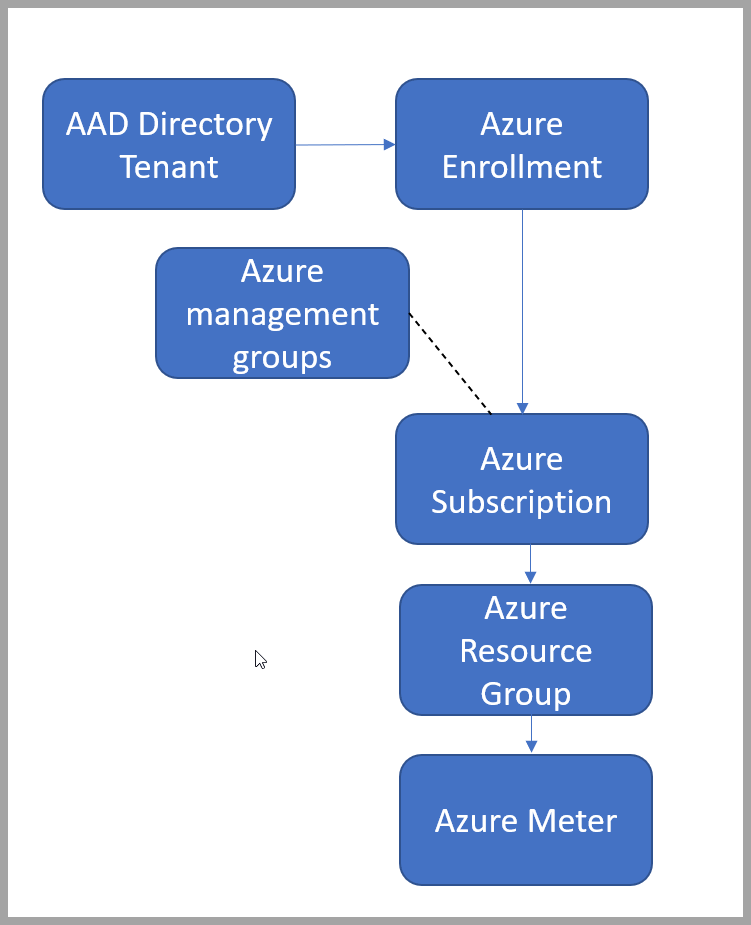 AAD Directory
Tenant
Azure
Enrollment
Azure
management
groups
Azure
Subscription
Azure
Resource
Group
Azure Meter